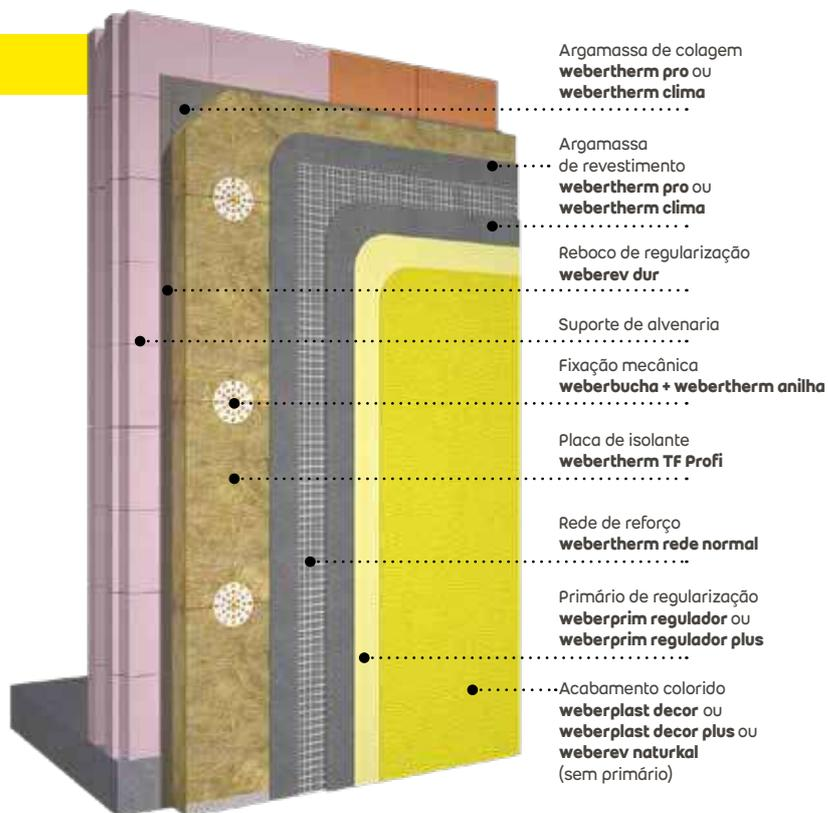 Argamassa de colagem
webertherm pro ou
webertherm clima
Argamassa
de revestimento
webertherm pro ou
webertherm clima
Reboco de regularização
weberev dur
Suporte de alvenaria
Fixação mecânica
weberbucha + webertherm anilha
Placa de isolante
webertherm TF Profi
Rede de reforço
webertherm rede normal
Primário de regularização
weberprim regulador ou
weberprim regulador plus
Acabamento colorido
weberplast decor ou
weberplast decor plus ou
weberev naturkal
(sem primário)